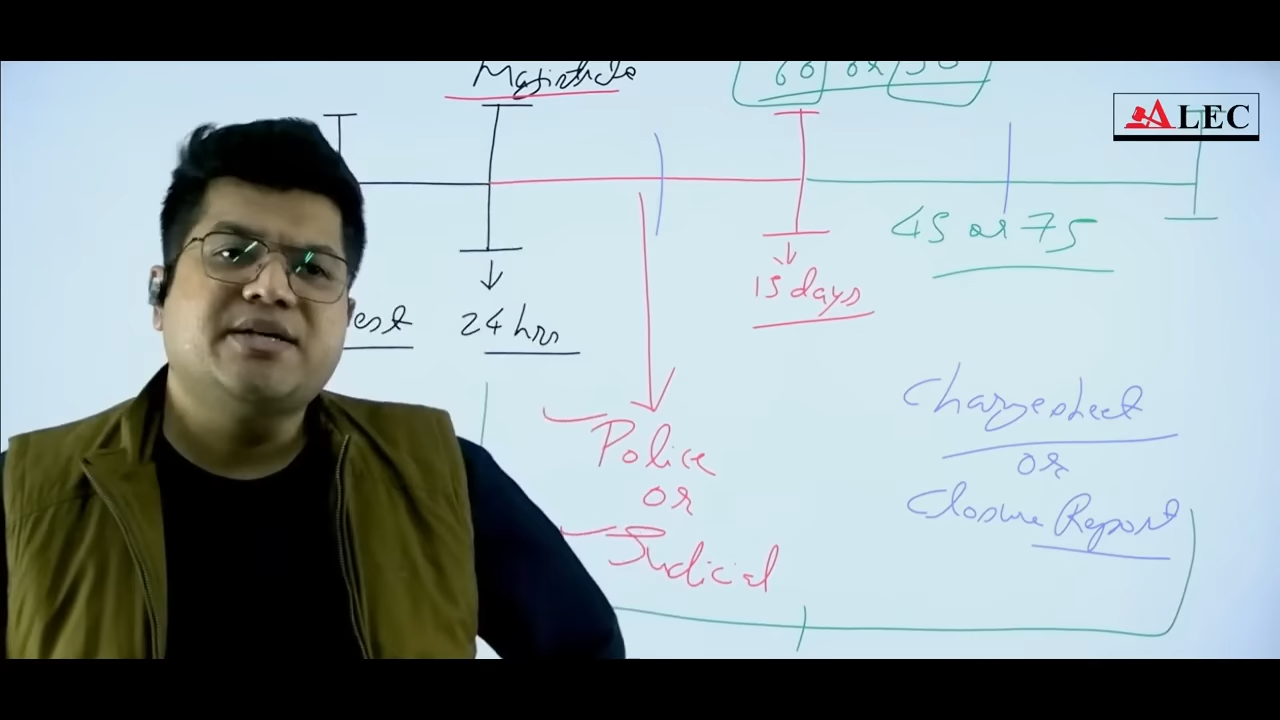 Magistrate
60 or 90
ALEC
45 or 75
15 days
est
24 hrs
Chargesheet
or
Closure Report
Police
or
Judicial